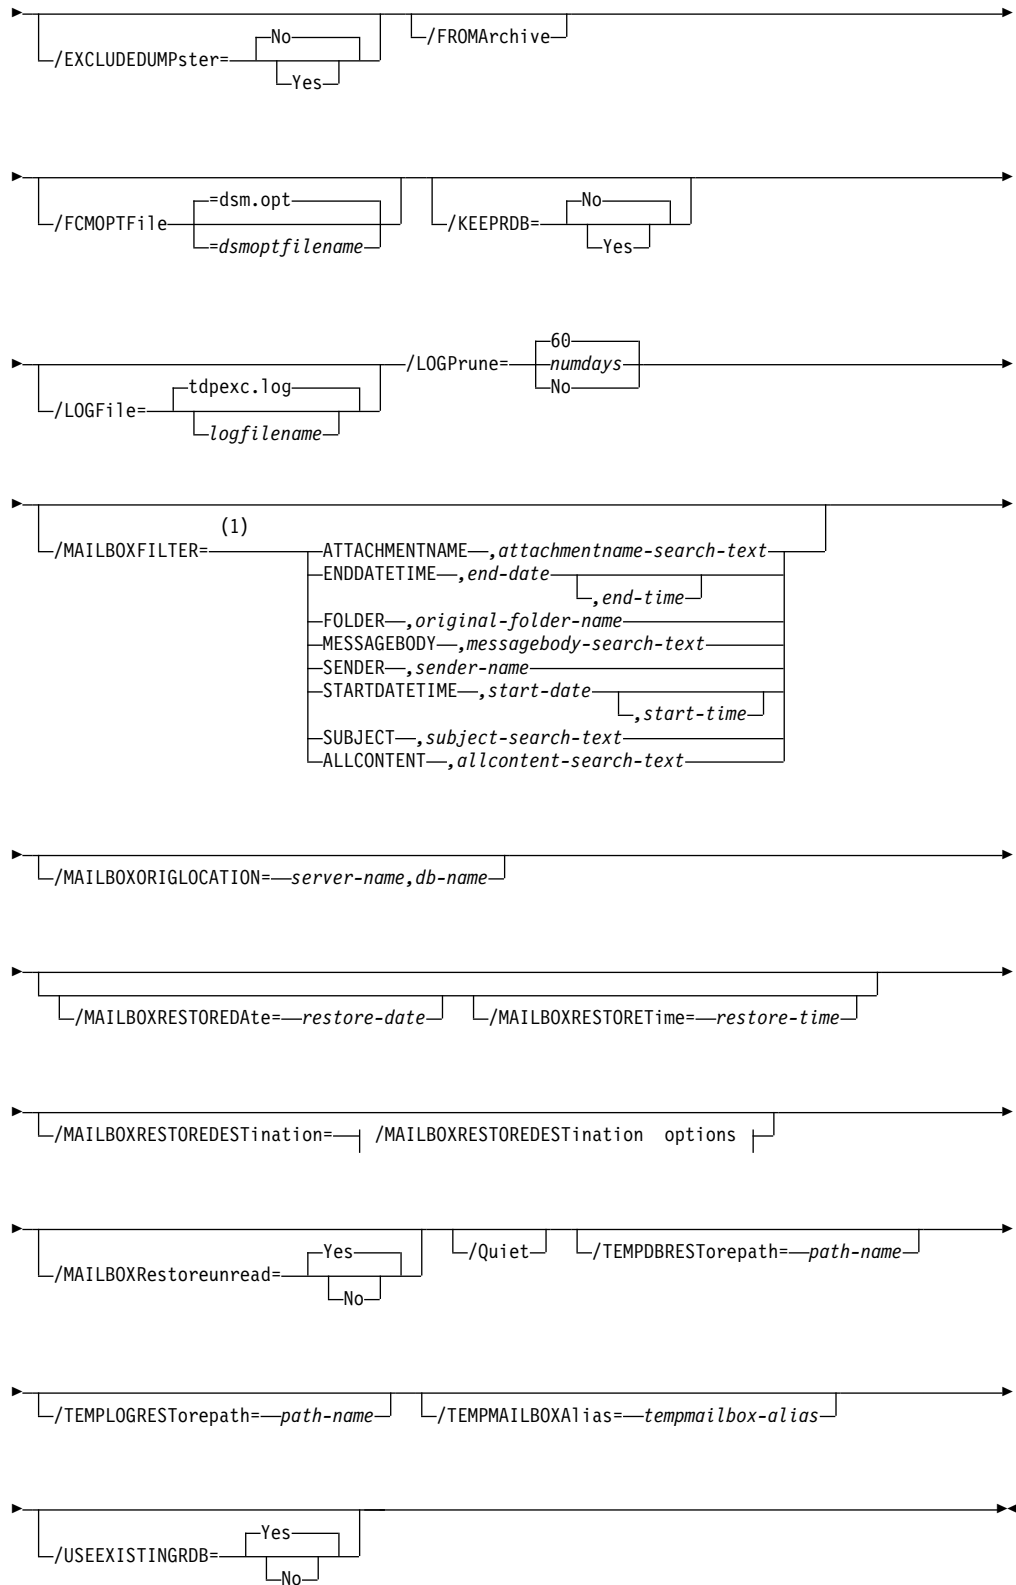 No
/EXCLUDEDUMPster=
Yes
/FROMArchive
=dsm.opt
/FCMOPTFile
=dsmoptfilename
No
/KEEPRDB=
Yes
tdpexc.log
/LOGFile=
logfilename
60
/LOGPrune=
numdays
No
(1)
/MAILBOXFILTER=
ATTACHMENTNAME ,attachmentname-search-text
ENDDATETIME ,end-date
,end-time
FOLDER ,original-folder-name
MESSAGEBODY ,messagebody-search-text
SENDER ,sender-name
STARTDATETIME ,start-date
,start-time
SUBJECT ,subject-search-text
ALLCONTENT ,allcontent-search-text
/MAILBOXORIGLOCATION= server-name,db-name
/MAILBOXRESTOREDAte= restore-date
/MAILBOXRESTORETime= restore-time
/MAILBOXRESTOREDESTination= /MAILBOXRESTOREDESTination options
Yes
/MAILBOXRestoreunread=
No
/Quiet
/TEMPDBRESTorepath= path-name
/TEMPLOGRESTorepath= path-name
/TEMPMAILBOXAlias= tempmailbox-alias
Yes
/USEEXISTINGRDB=
No